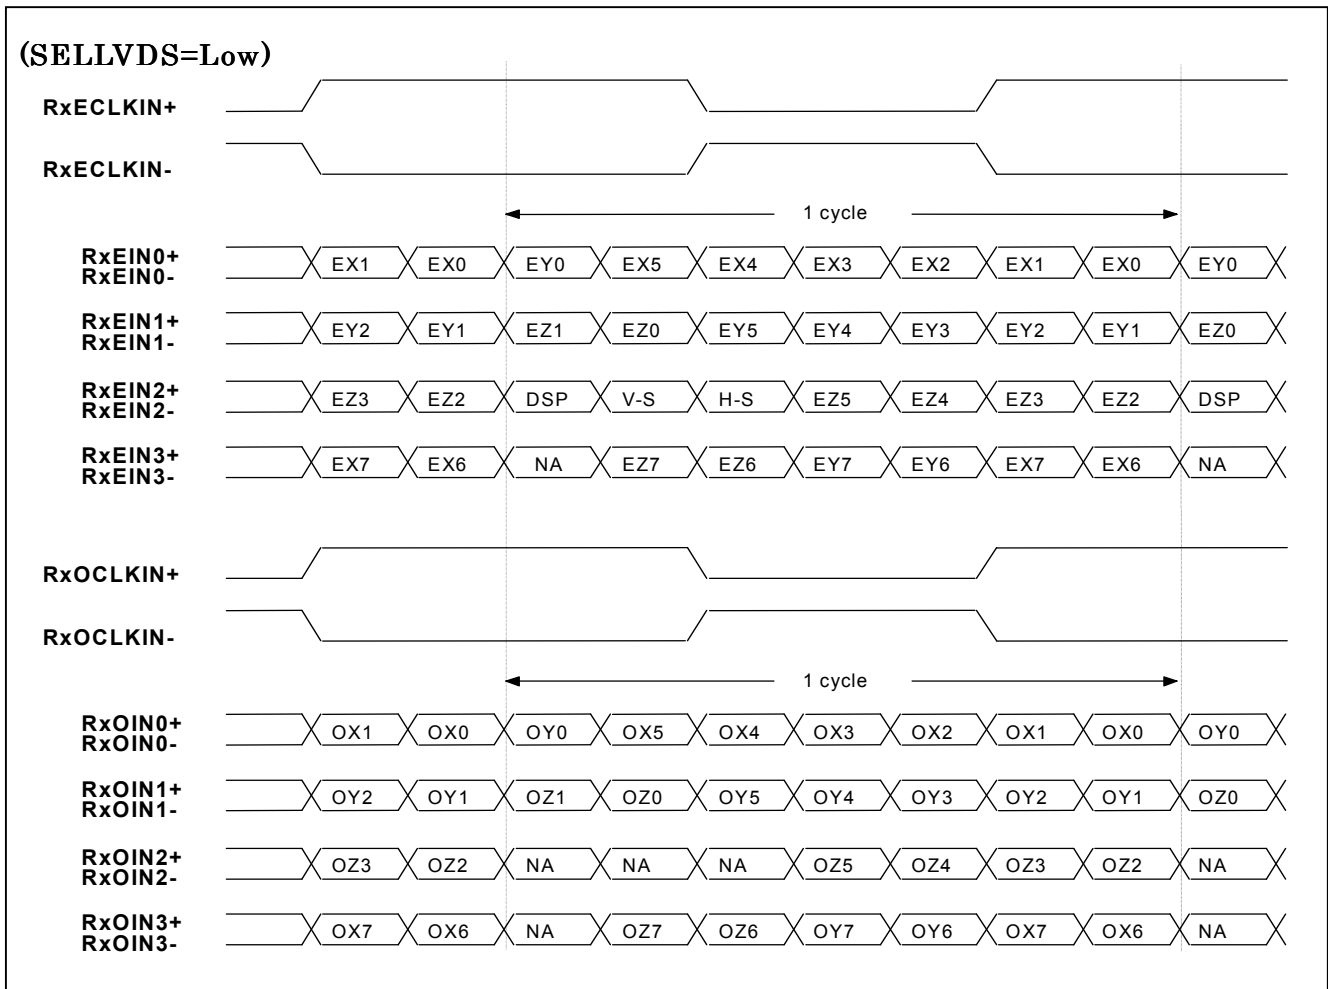 (SELLVDS=Low)
RxECLKIN+
RxECLKIN-
1 cycle
RxEIN0+ EX1 EX0 EY0 EX5 EX4 EX3 EX2 EX1 EX0 EY0
RxEIN0-
RxEIN1+ EY2 EY1 EZ1 EZ0 EY5 EY4 EY3 EY2 EY1 EZ0
RxEIN1-
RxEIN2+ EZ3 EZ2 DSP V-S H-S EZ5 EZ4 EZ3 EZ2 DSP
RxEIN2-
RxEIN3+ EX7 EX6 NA EZ7 EZ6 EY7 EY6 EX7 EX6 NA
RxEIN3-
RxOCLKIN+
RxOCLKIN-
1 cycle
RxOIN0+ OX1 OX0 OY0 OX5 OX4 OX3 OX2 OX1 OX0 OY0
RxOIN0-
RxOIN1+ OY2 OY1 OZ1 OZ0 OY5 OY4 OY3 OY2 OY1 OZ0
RxOIN1-
RxOIN2+ OZ3 OZ2 NA NA NA OZ5 OZ4 OZ3 OZ2 NA
RxOIN2-
RxOIN3+ OX7 OX6 NA OZ7 OZ6 OY7 OY6 OX7 OX6 NA
RxOIN3-